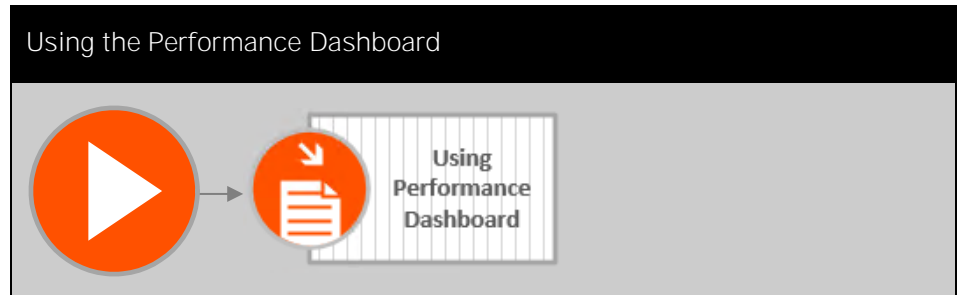 Using the Performance Dashboard
Using
Performance
Dashboard